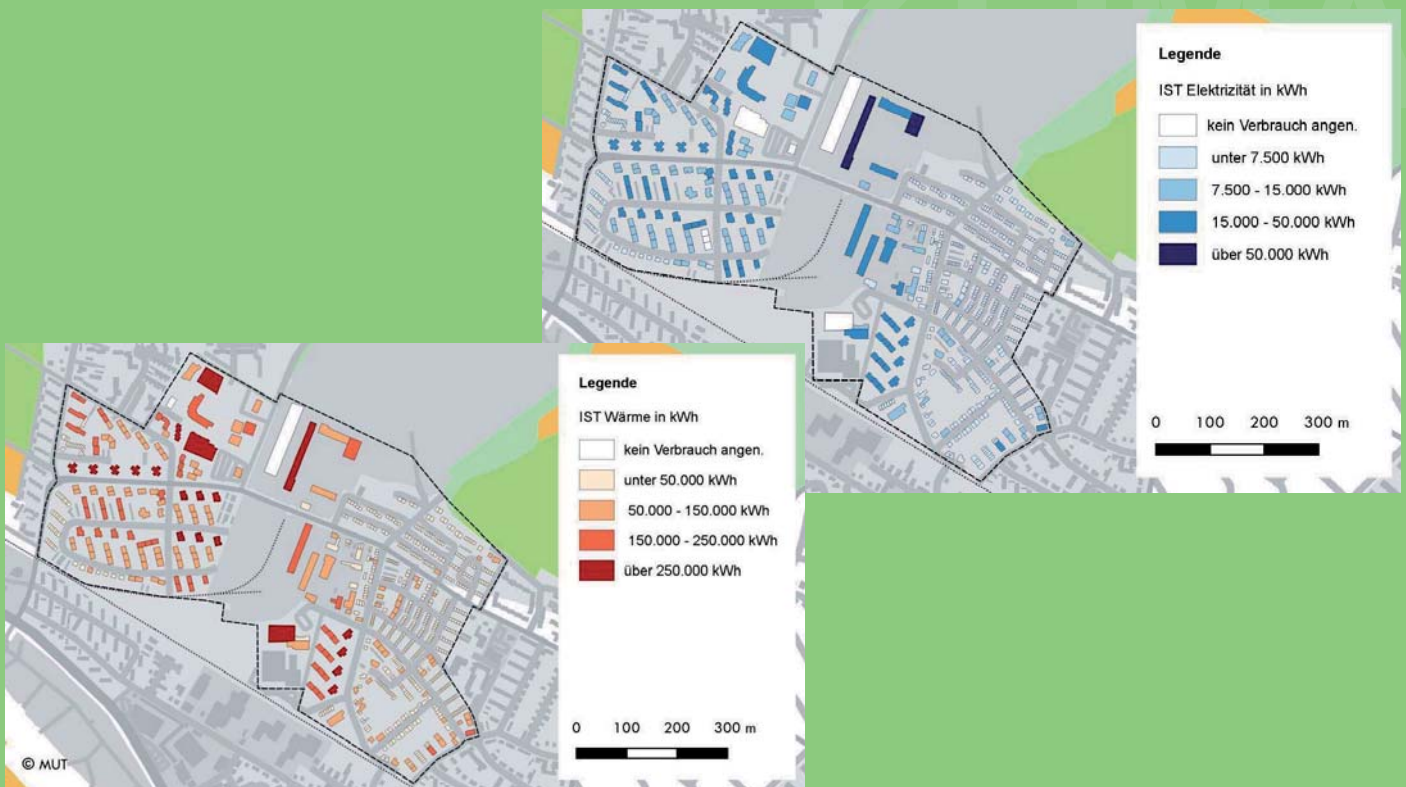 Legende
IST Elektrizität in kWh
kein Verbrauch angen.
unter 7.500 kWh
7.500 - 15.000 kWh
15.000 - 50.000 kWh
über 50.000 kWh
0 100 200 300 m
Legende
IST Wärme in kWh
kein Verbrauch angen.
unter 50.000 kWh
50.000 - 150.000 kWh
150.000 - 250.000 kWh
über 250.000 kWh
0 100 200 300 m
© MUT